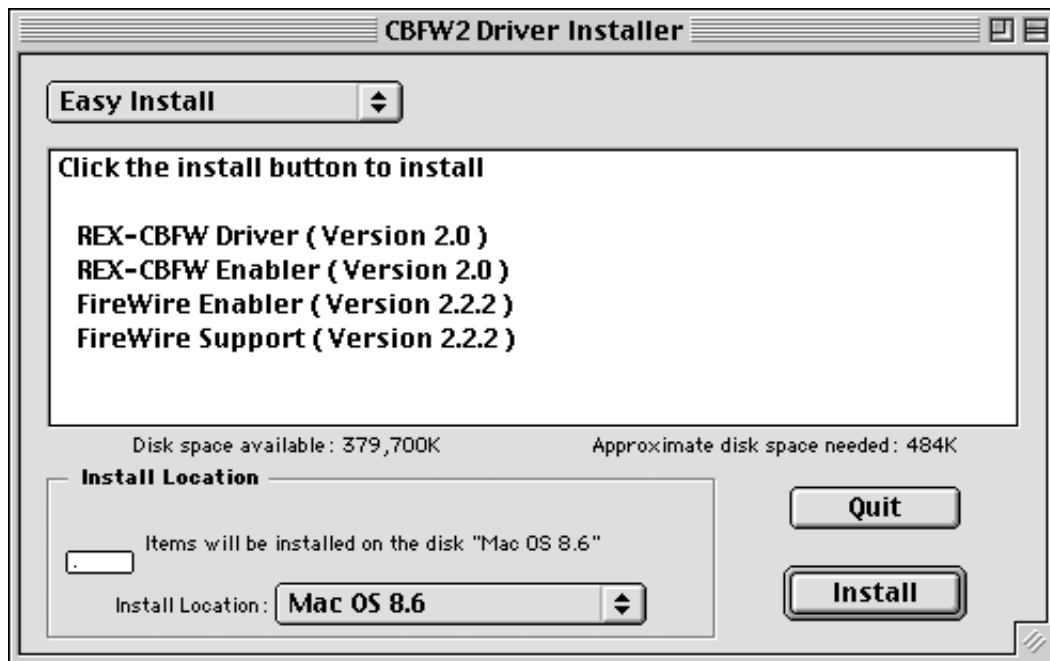 CBFW2 Driver Installer
Easy Install
Click the install button to install
REX-CBFW Driver ( Version 2.0 )
REX-CBFW Enabler ( Version 2.0 )
FireWire Enabler ( Version 2.2.2 )
FireWire Support ( Version 2.2.2 )
Disk space available : 379,700K Approximate disk space needed : 484K
Install Location
Quit
Items will be installed on the disk "Mac OS 8.6"
Install Location : Mac OS 8.6
Install